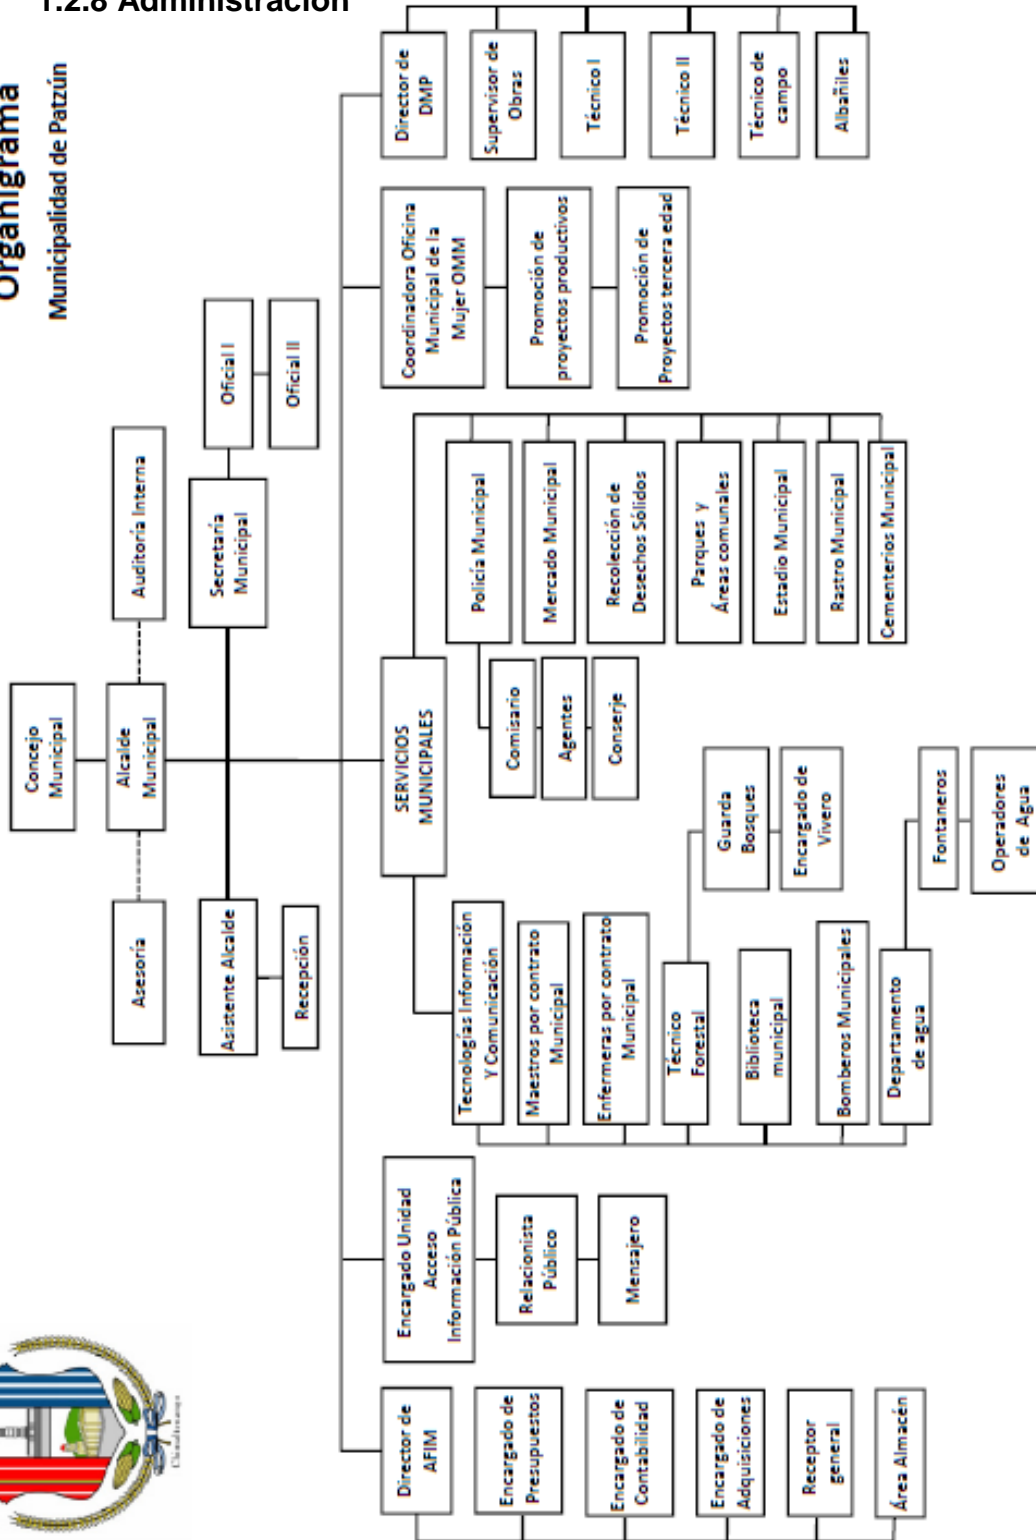 1.2.8 Administración
Organigrama
Municipalidad de Patzún
Concejo
Municipal
Alcalde
Municipal
Asesoría
Auditoria Interna
Asistente Alcalde
Recepción
Secretaría
Municipal
Oficial I
Oficial II
Director de
AFIM
Encargado de
Presupuestos
Encargado de
Contabilidad
Encargado de
Adquisiciones
Receptor
general
Área Almacén
Encargado Unidad
Acceso
Información Pública
Relacionista
Público
Mensajero
SERVICIOS
MUNICIPALES
Tecnologías Información
Y Comunicación
Maestros por contrato
Municipal
Enfermeras por contrato
Municipal
Técnico
Forestal
Guarda
Bosques
Encargado de
Vivero
Biblioteca
municipal
Bomberos Municipales
Departamento
de agua
Fontaneros
Operadores
de Agua
Policía Municipal
Comisario
Agentes
Conserje
Mercado Municipal
Recolección de
Desechos Sólidos
Parques y
Áreas comunales
Estadio Municipal
Rastro Municipal
Cementerios Municipal
Coordinadora Oficina
Municipal de la
Mujer OMM
Promoción de
proyectos productivos
Promoción de
Proyectos tercera edad
Director de
DMP
Supervisor de
Obras
Técnico I
Técnico II
Técnico de
campo
Albañiles
Chimaltenango